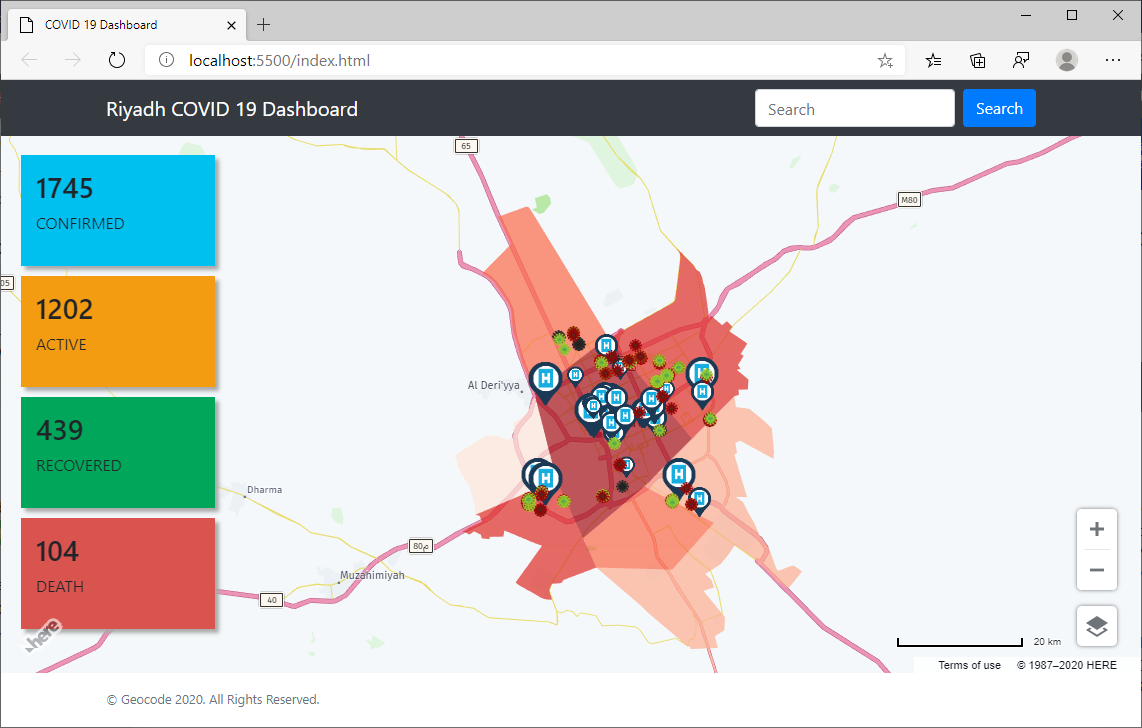 COVID 19 Dashboard
localhost:5500/index.html
Riyadh COVID 19 Dashboard
Search
Search
65
M80
05
1745
CONFIRMED
1202
ACTIVE
Al Deri'yya
439
RECOVERED
Dharma
80م
Muzahimiyah
40
104
DEATH
here
20 km
Terms of use © 1987–2020 HERE
© Geocode 2020. All Rights Reserved.
H
H
H
H
H
H
H
H
H
H
H
H
H
H